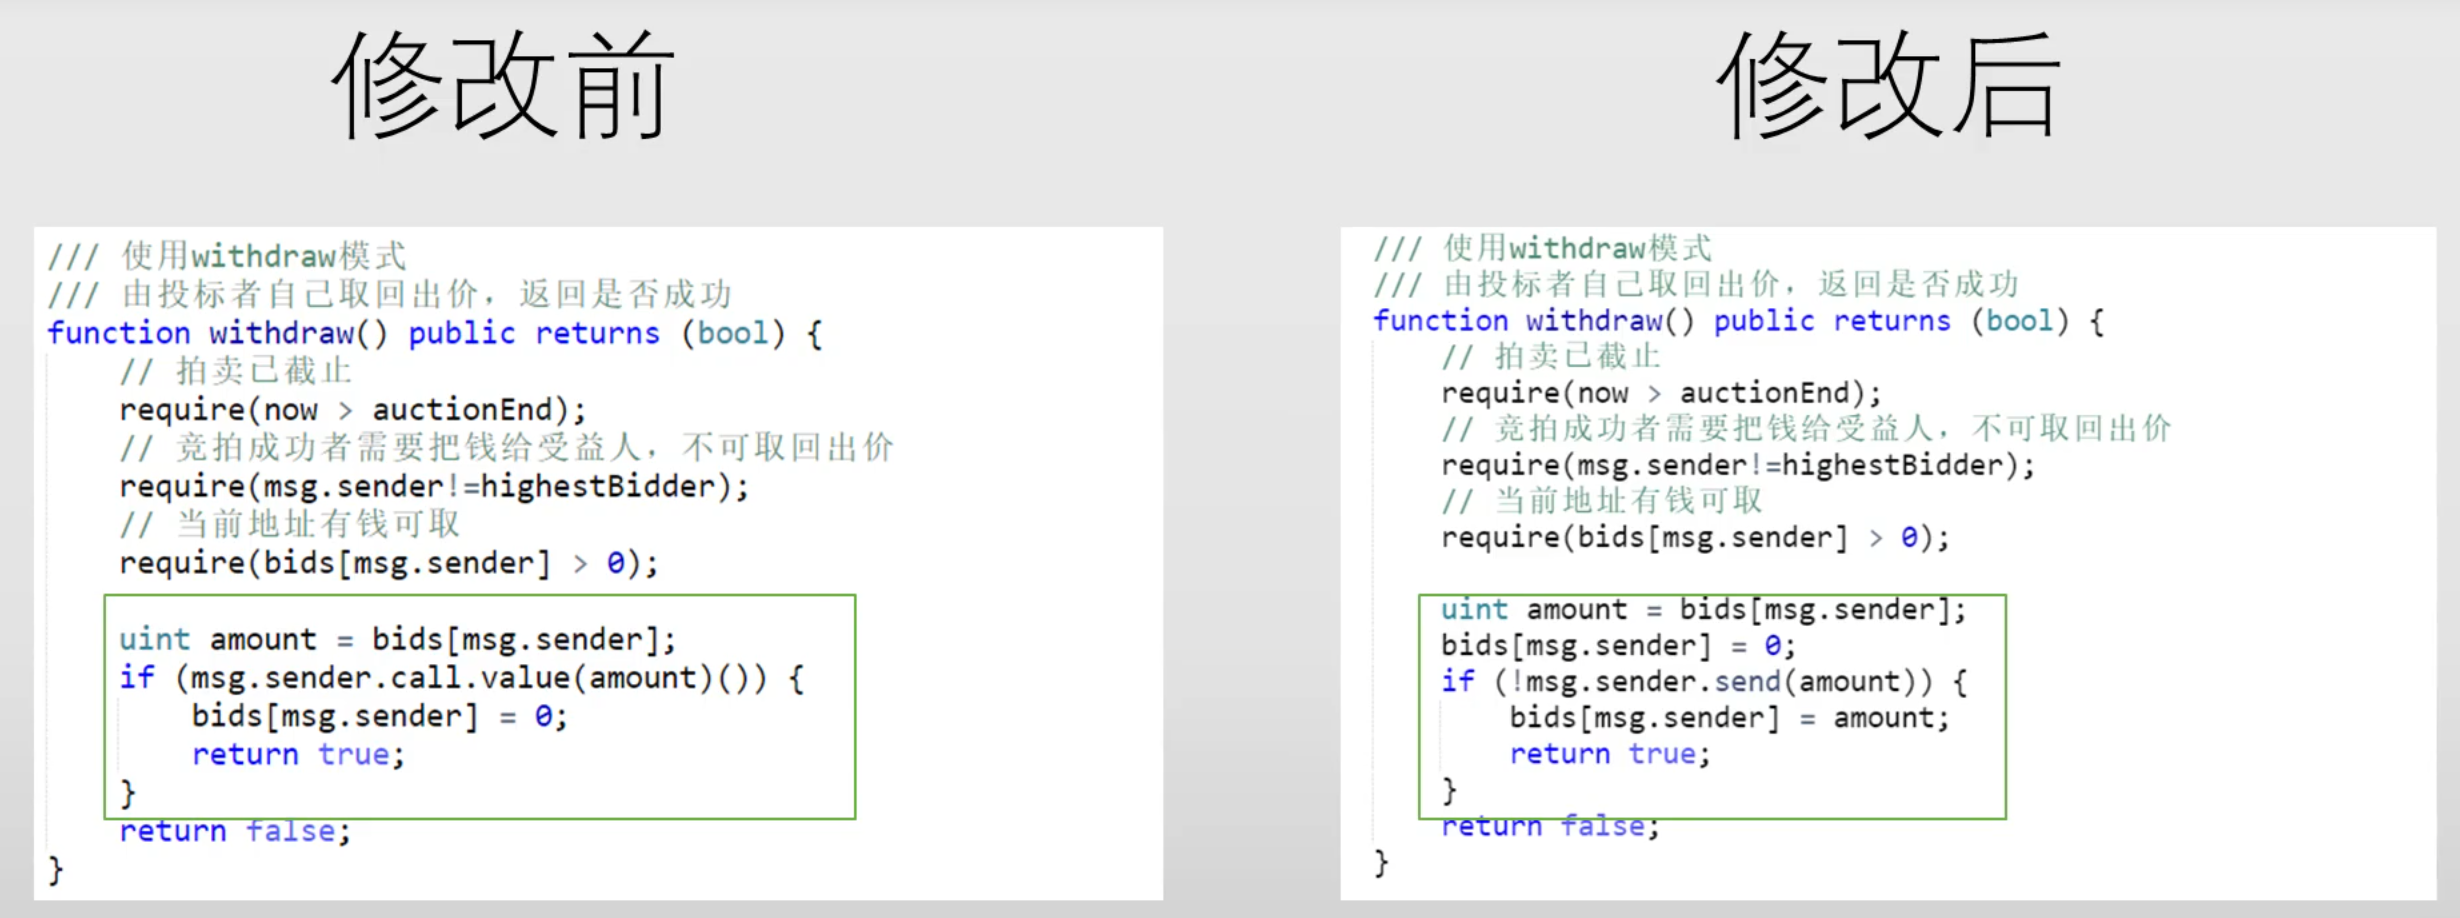 修改前
/// 使用withdraw模式
/// 由投标者自己取回出价，返回是否成功
function withdraw() public returns (bool) {
// 拍卖已截止
require(now > auctionEnd);
// 竞拍成功者需要把钱给受益人，不可取回出价
require(msg.sender!=highestBidder);
// 当前地址有钱可取
require(bids[msg.sender] > 0);
uint amount = bids[msg.sender];
if (msg.sender.call.value(amount)()) {
bids[msg.sender] = 0;
return true;
}
return false;
}
修改后
/// 使用withdraw模式
/// 由投标者自己取回出价，返回是否成功
function withdraw() public returns (bool) {
// 拍卖已截止
require(now > auctionEnd);
// 竞拍成功者需要把钱给受益人，不可取回出价
require(msg.sender!=highestBidder);
// 当前地址有钱可取
require(bids[msg.sender] > 0);
uint amount = bids[msg.sender];
bids[msg.sender] = 0;
if (!msg.sender.send(amount)) {
bids[msg.sender] = amount;
return true;
}
return false;
}